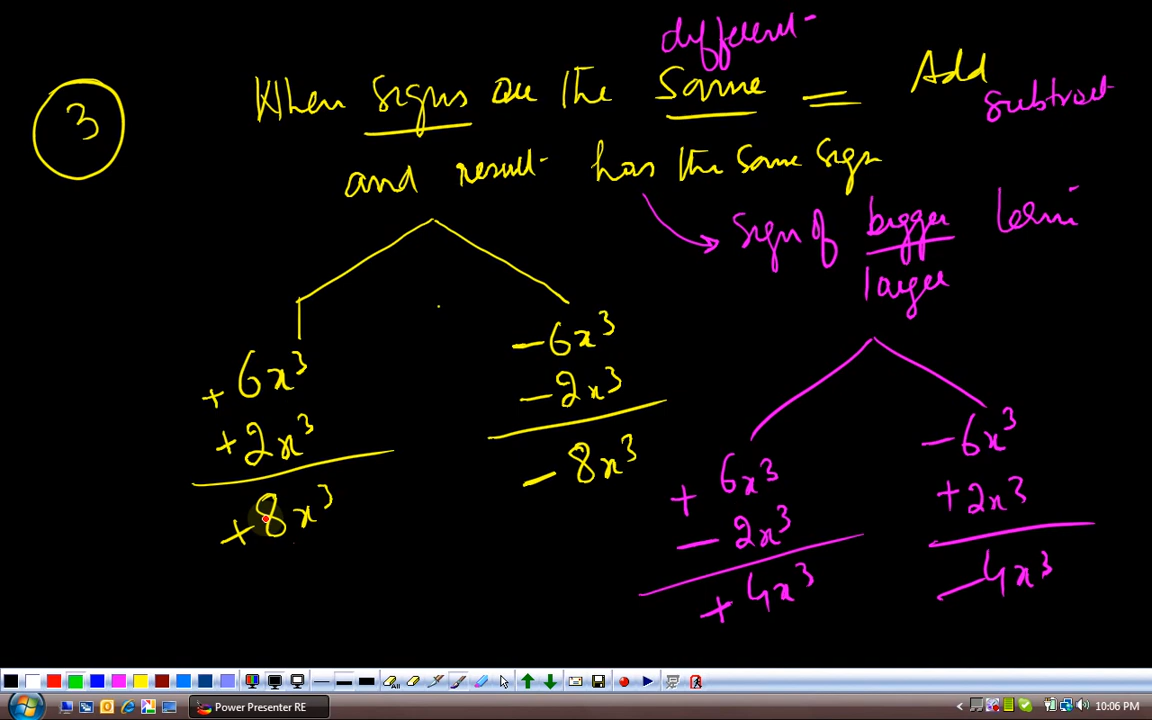 different
3 When signs are the same = Add
subtract
and result has the same sign
sign of bigger term
larger
+6x³
+2x³
+8x³
-6x³
-2x³
-8x³
+6x³
-2x³
+4x³
-6x³
+2x³
-4x³
Power Presenter RE
10:06 PM